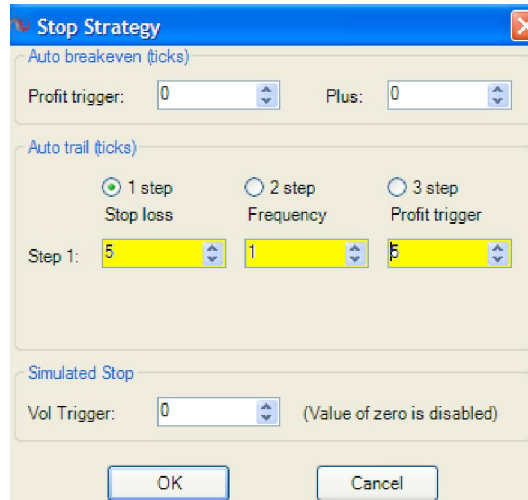 Stop Strategy
Auto breakeven (ticks)
Profit trigger: 0 Plus: 0
Auto trail (ticks)
1 step 2 step 3 step
Stop loss Frequency Profit trigger
Step 1: 5 1 5
Simulated Stop
Vol Trigger: 0 (Value of zero is disabled)
OK Cancel